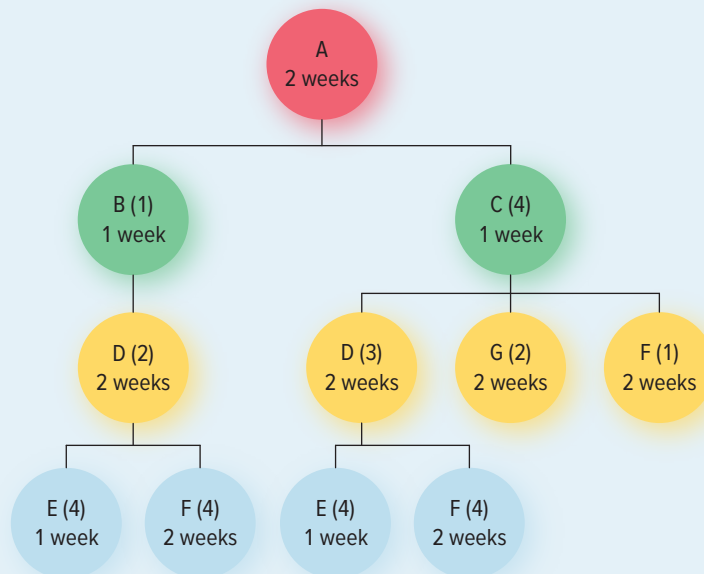 A
2 weeks
B (1)
1 week
C (4)
1 week
D (2)
2 weeks
D (3)
2 weeks
G (2)
2 weeks
F (1)
2 weeks
E (4)
1 week
F (4)
2 weeks
E (4)
1 week
F (4)
2 weeks